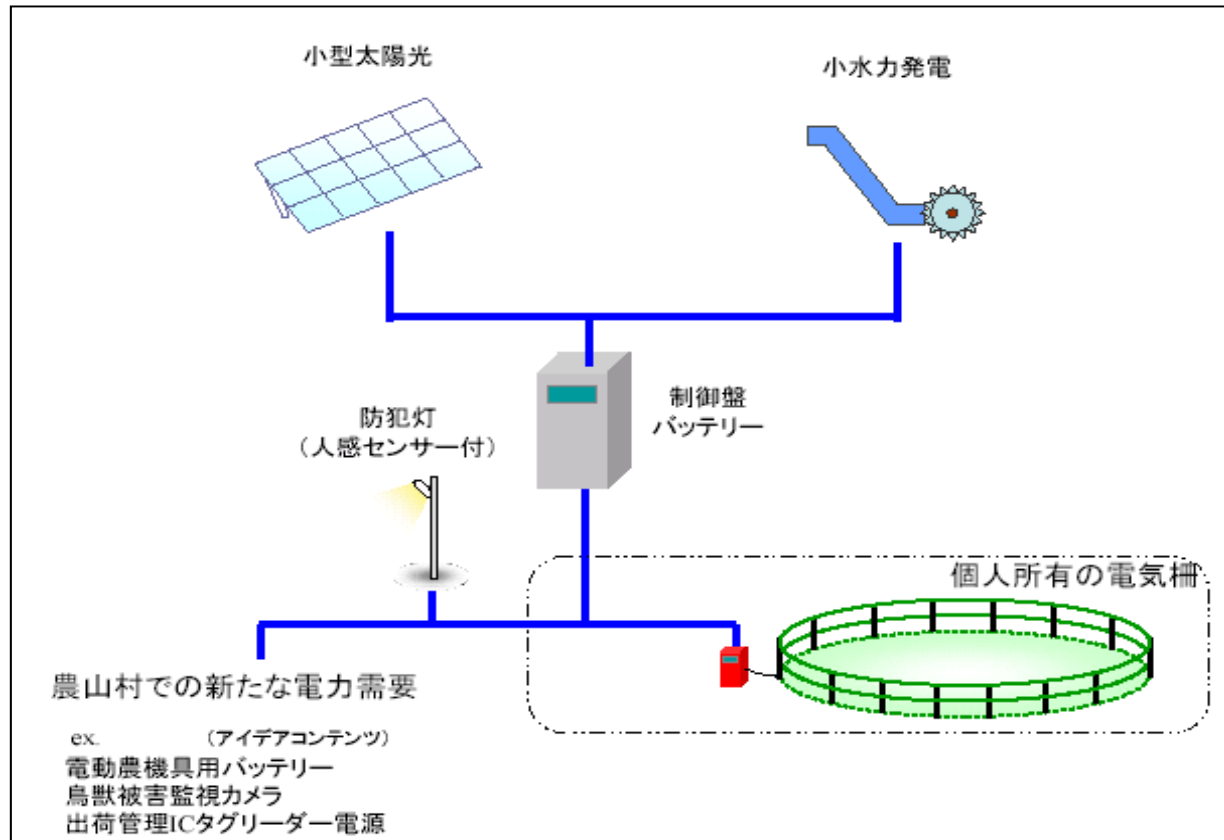 小型太陽光
小水力発電
制御盤
バッテリー
防犯灯
（人感センサー付）
個人所有の電気柵
農山村での新たな電力需要
ex. （アイデアコンテンツ）
電動農機具用バッテリー
鳥獣被害監視カメラ
出荷管理ICタグリーダー電源